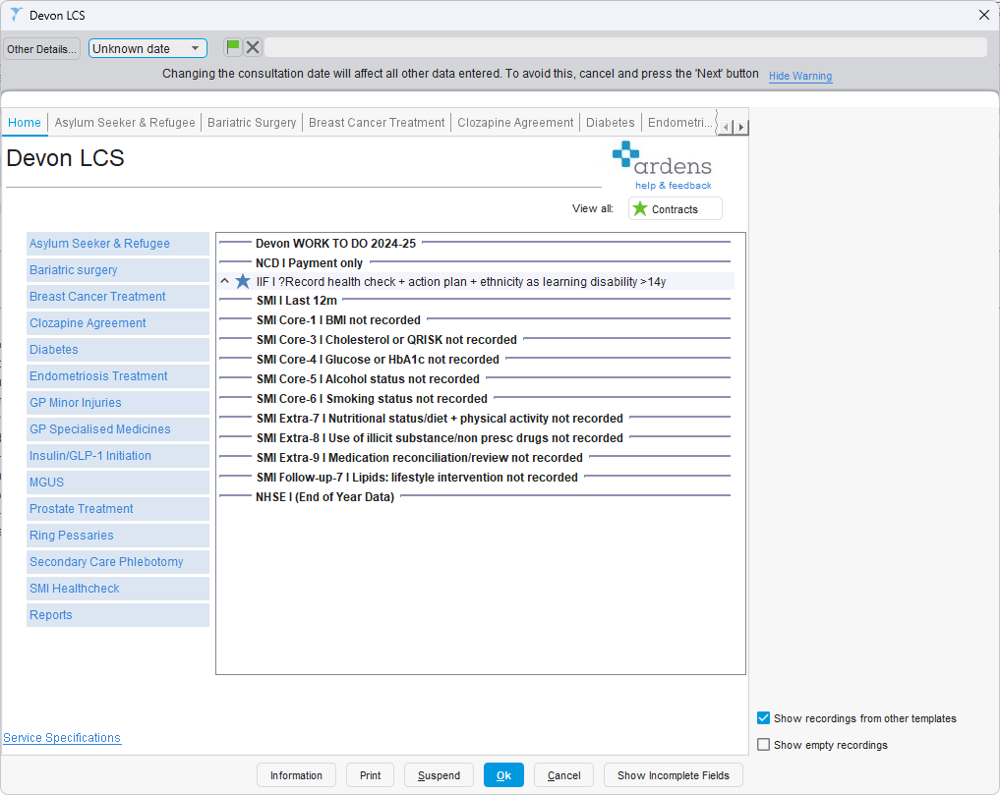 Devon LCS
Other Details... Unknown date
Changing the consultation date will affect all other data entered. To avoid this, cancel and press the 'Next' button Hide Warning
Home Asylum Seeker & Refugee Bariatric Surgery Breast Cancer Treatment Clozapine Agreement Diabetes Endometri...
Devon LCS
ardens
help & feedback
View all: Contracts
Asylum Seeker & Refugee
Bariatric surgery
Breast Cancer Treatment
Clozapine Agreement
Diabetes
Endometriosis Treatment
GP Minor Injuries
GP Specialised Medicines
Insulin/GLP-1 Initiation
MGUS
Prostate Treatment
Ring Pessaries
Secondary Care Phlebotomy
SMI Healthcheck
Reports
Devon WORK TO DO 2024-25
NCD I Payment only
IIF I ?Record health check + action plan + ethnicity as learning disability >14y
SMI I Last 12m
SMI Core-1 I BMI not recorded
SMI Core-3 I Cholesterol or QRISK not recorded
SMI Core-4 I Glucose or HbA1c not recorded
SMI Core-5 I Alcohol status not recorded
SMI Core-6 I Smoking status not recorded
SMI Extra-7 I Nutritional status/diet + physical activity not recorded
SMI Extra-8 I Use of illicit substance/non presc drugs not recorded
SMI Extra-9 I Medication reconciliation/review not recorded
SMI Follow-up-7 I Lipids: lifestyle intervention not recorded
NHSE I (End of Year Data)
Show recordings from other templates
Show empty recordings
Service Specifications
Information Print Suspend Ok Cancel Show Incomplete Fields